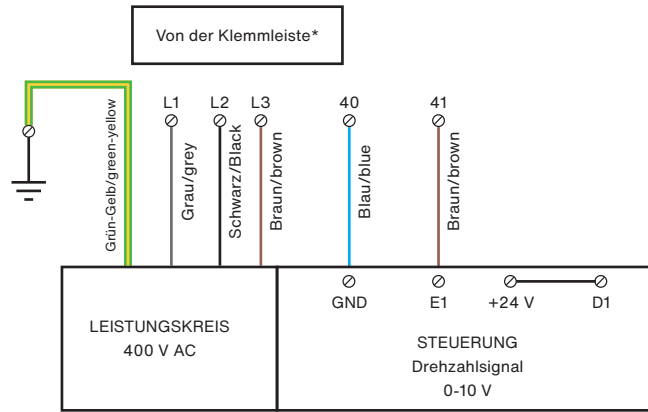 Von der Klemmleiste*
L1 L2 L3 40 41
Grün-Gelb/green-yellow
Grau/grey
Schwarz/Black
Braun/brown
Blau/blue
Braun/brown
GND E1 +24 V D1
LEISTUNGSKREIS
400 V AC
STEUERUNG
Drehzahlsignal
0-10 V